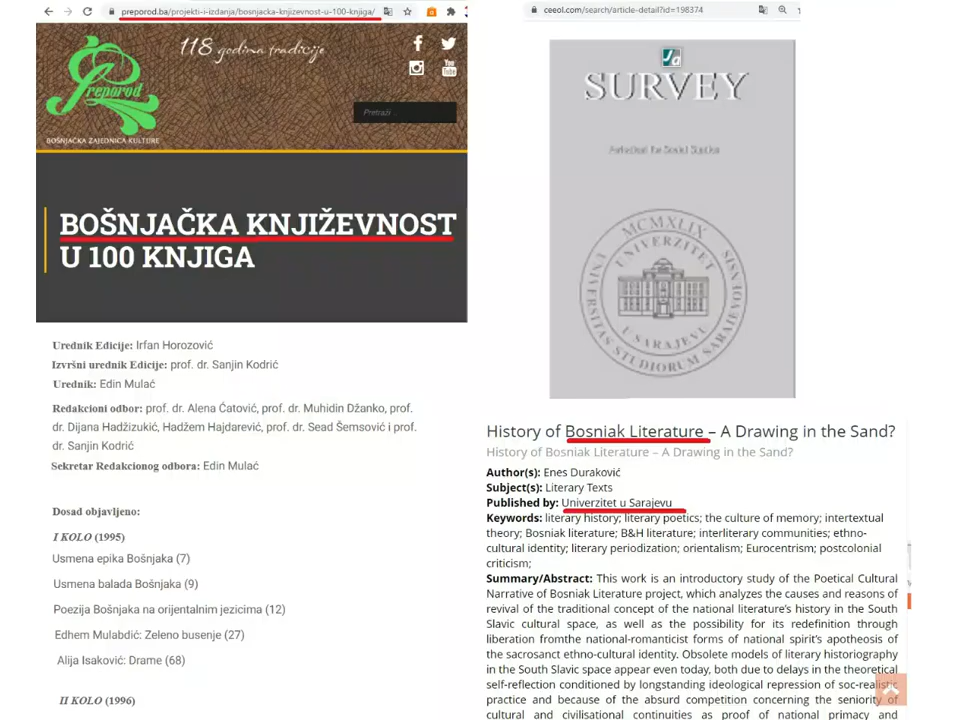 preporod.ba/projekti-i-izdanja/bosnjacka-knjizevnost-u-100-knjiga/
118 godina tradicije
Preporod
BOŠNJAČKA ZAJEDNICA KULTURE
You
Tube
Pretraži ..
BOŠNJAČKA KNJIŽEVNOST
U 100 KNJIGA
Urednik Edicije: Irfan Horozović
Izvršni urednik Edicije: prof. dr. Sanjin Kodrić
Urednik: Edin Mulać
Redakcioni odbor: prof. dr. Alena Ćatović, prof. dr. Muhidin Džanko, prof.
dr. Dijana Hadžizukić, Hadžem Hajdarević, prof. dr. Sead Šemsović i prof.
dr. Sanjin Kodrić
Sekretar Redakcionog odbora: Edin Mulać
Dosad objavljeno:
I KOLO (1995)
Usmena epika Bošnjaka (7)
Usmena balada Bošnjaka (9)
Poezija Bošnjaka na orijentalnim jezicima (12)
Edhem Mulabdić: Zeleno busenje (27)
Alija Isaković: Drame (68)
II KOLO (1996)
ceeol.com/search/article-detail?id=198374
SURVEY
Periodical for Social Studies
MCMXLIX
UNIVERZITET
U SARAJEVU
UNIVERSITAS STUDIORUM SARAIEVOENSIS
History of Bosniak Literature – A Drawing in the Sand?
History of Bosniak Literature – A Drawing in the Sand?
Author(s): Enes Duraković
Subject(s): Literary Texts
Published by: Univerzitet u Sarajevu
Keywords: literary history; literary poetics; the culture of memory; intertextual
theory; Bosniak literature; B&H literature; interliterary communities; ethno-
cultural identity; literary periodization; orientalism; Eurocentrism; postcolonial
criticism;
Summary/Abstract: This work is an introductory study of the Poetical Cultural
Narrative of Bosniak Literature project, which analyzes the causes and reasons of
revival of the traditional concept of the national literature's history in the South
Slavic cultural space, as well as the possibility for its redefinition through
liberation fromthe national-romanticist forms of national spirit's apotheosis of
the sacrosanct ethno-cultural identity. Obsolete models of literary historiography
in the South Slavic space appear even today, both due to delays in the theoretical
self-reflection conditioned by longstanding ideological repression of soc-realistic
practice and because of the absurd competition concerning the seniority of
cultural and civilisational continuities as proof of national primacy and